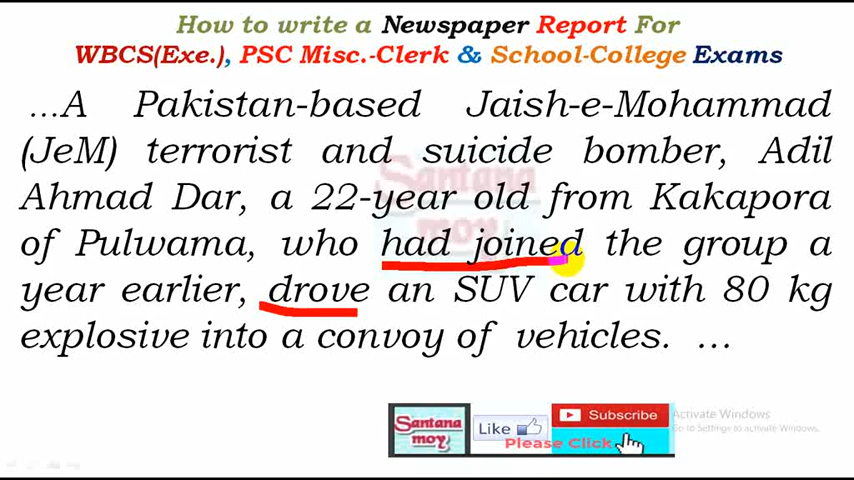 How to write a Newspaper Report For
WBCS(Exe.), PSC Misc.-Clerk & School-College Exams
...A Pakistan-based Jaish-e-Mohammad
(JeM) terrorist and suicide bomber, Adil
Ahmad Dar, a 22-year old from Kakapora
of Pulwama, who had joined the group a
year earlier, drove an SUV car with 80 kg
explosive into a convoy of vehicles. ...
Santana
moy
Santana
moy
Like
Subscribe
Please Click
Activate Windows
Go to Settings to activate Windows.